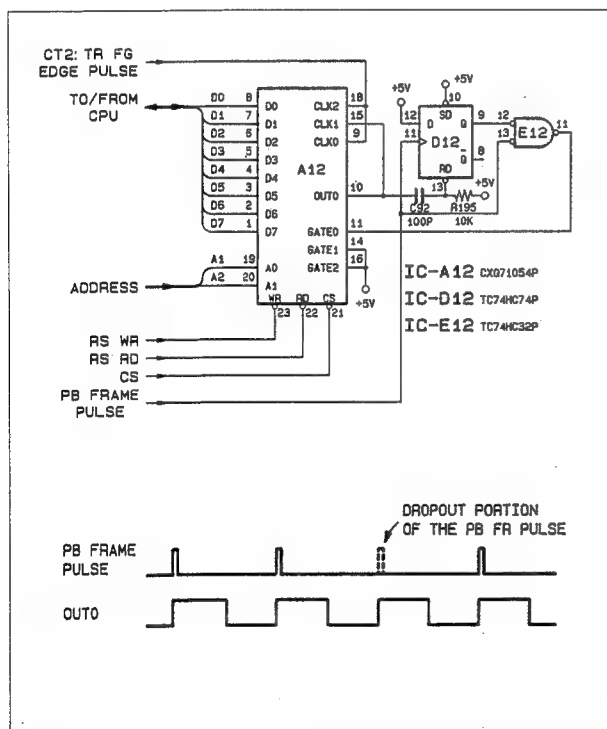 CT2: TR FG
EDGE PULSE
TO/FROM
CPU
ADDRESS
RS WR
RS RD
CS
PB FRAME
PULSE
D0 8 D0
D1 7 D1
D2 6 D2
D3 5 D3
D4 4 D4
D5 3 D5
D6 2 D6
D7 1 D7
A1 19 A0
A2 20 A1
A12
CLK2 18
CLK1 15
CLK0 9
OUT0 10
GATE0 11
GATE1 14
GATE2 16
+5V
WR RD CS
23 22 21
+5V
+5V
10
12 D SD Q 9
11 D12
Q 8
RD
13
C92
100P
R195
10K
+5V
12
13
E12
11
IC-A12 CXQ71054P
IC-D12 TC74HC74P
IC-E12 TC74HC32P
DROPOUT PORTION
OF THE PB FR PULSE
PB FRAME
PULSE
OUT0